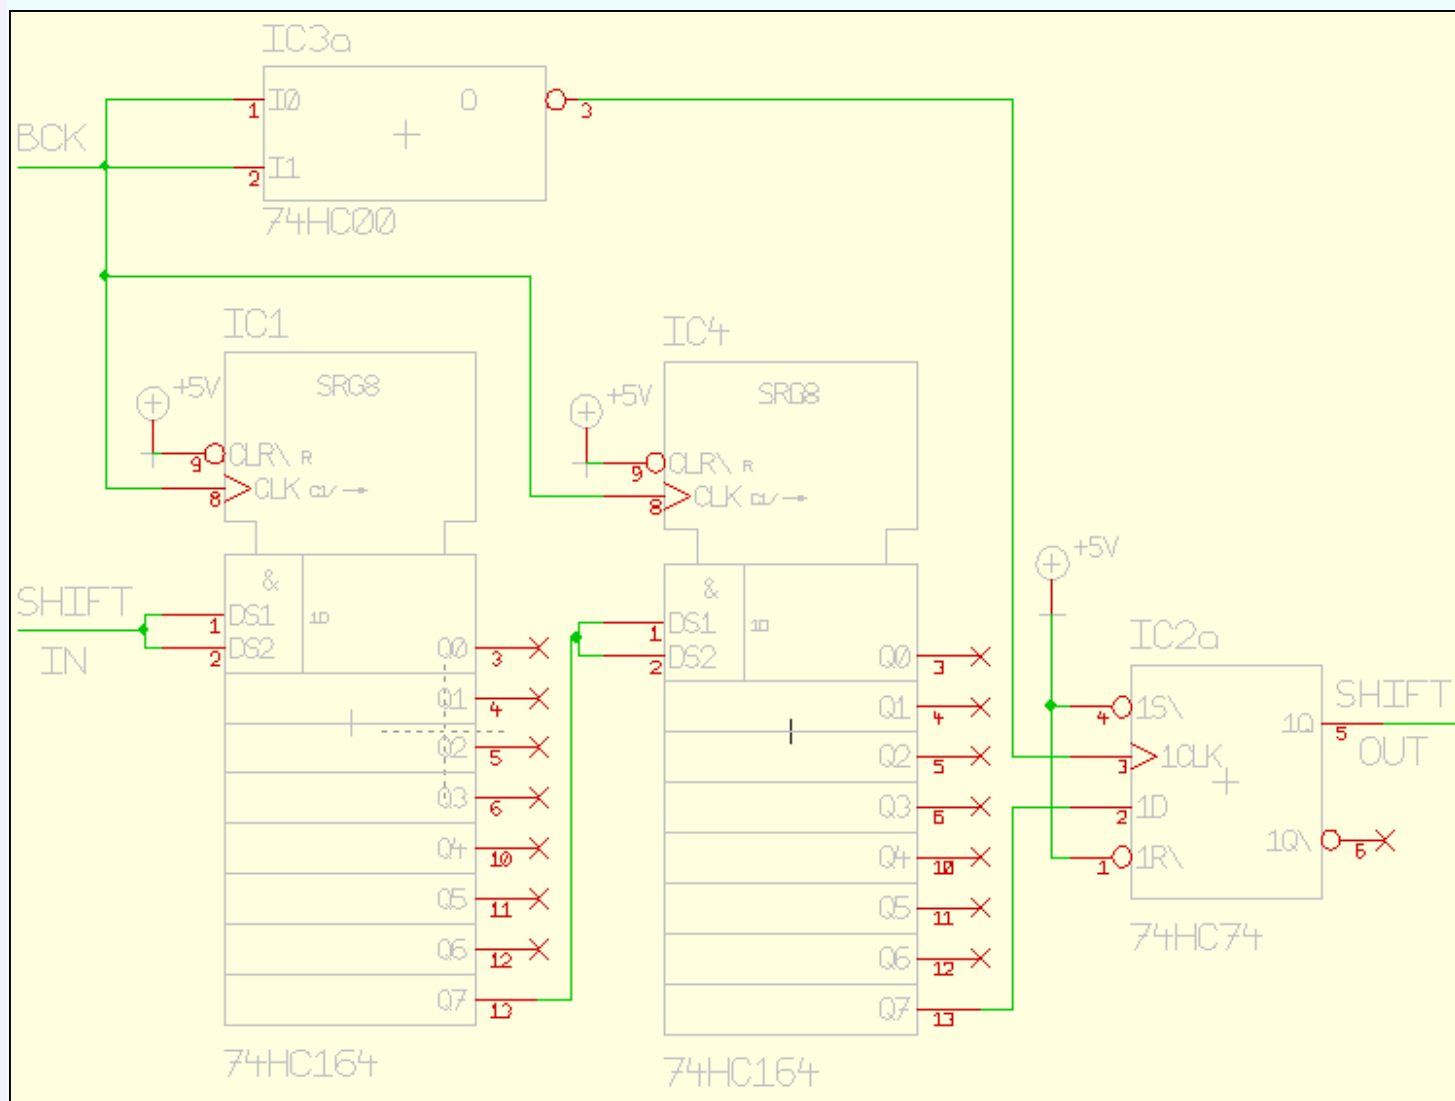 IC3a
1 I0 O 3
BCK
2 I1
74HC00
IC1
IC4
+5V SRG8
+5V SRG8
9 CLR\ R
8 CLK C1/→
9 CLR\ R
8 CLK C1/→
SHIFT
IN
&
1 DS1 1D
2 DS2
Q0 3
Q1 4
Q2 5
Q3 6
Q4 10
Q5 11
Q6 12
Q7 13
74HC164
&
1 DS1 1D
2 DS2
Q0 3
Q1 4
Q2 5
Q3 6
Q4 10
Q5 11
Q6 12
Q7 13
74HC164
+5V
IC2a
4 1S\
3 1CLK
2 1D
1 1R\
1Q 5
1Q\ 6
SHIFT
OUT
74HC74